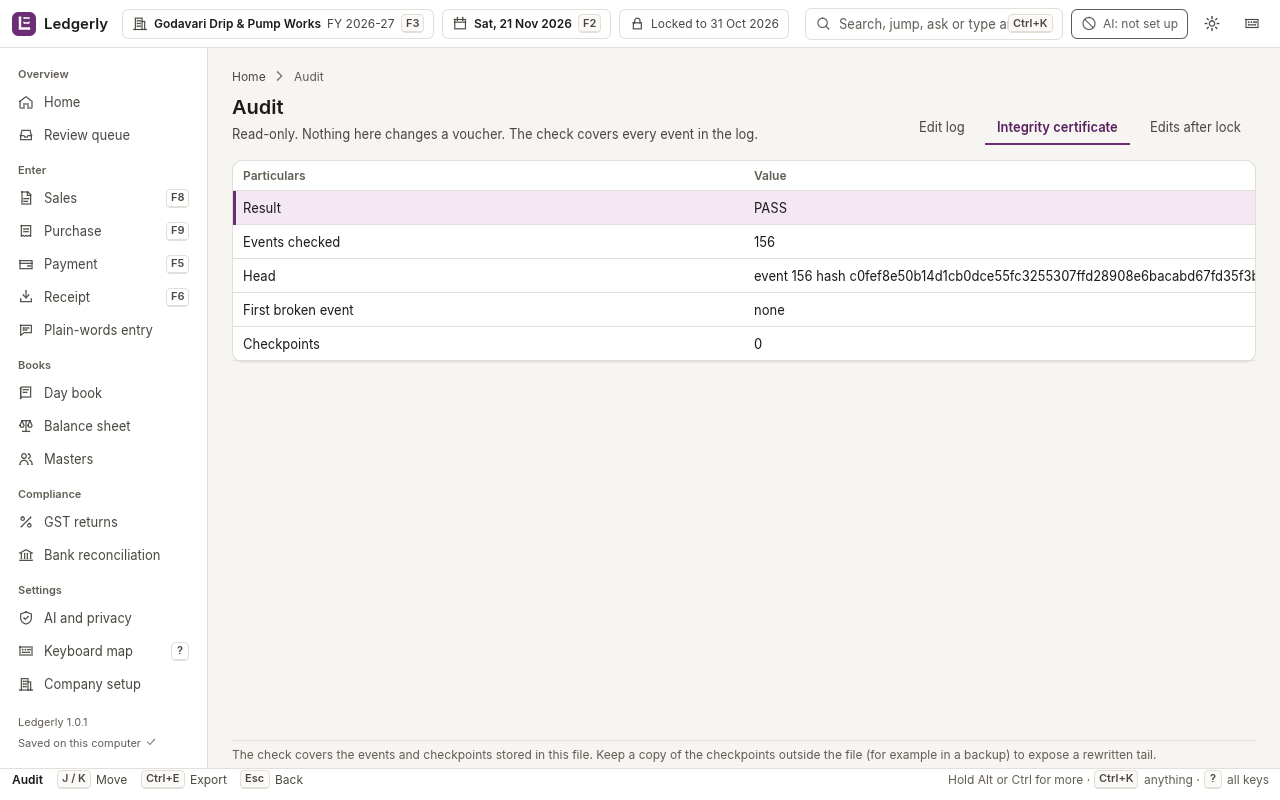 Ledgerly
Godavari Drip & Pump Works FY 2026-27 F3
Sat, 21 Nov 2026 F2
Locked to 31 Oct 2026
Search, jump, ask or type a Ctrl+K
AI: not set up
Overview
Home
Review queue
Enter
Sales F8
Purchase F9
Payment F5
Receipt F6
Plain-words entry
Books
Day book
Balance sheet
Masters
Compliance
GST returns
Bank reconciliation
Settings
AI and privacy
Keyboard map ?
Company setup
Ledgerly 1.0.1
Saved on this computer
Home Audit
Audit
Read-only. Nothing here changes a voucher. The check covers every event in the log.
Edit log Integrity certificate Edits after lock
Particulars Value
Result PASS
Events checked 156
Head event 156 hash c0fef8e50b14d1cb0dce55fc3255307ffd28908e6bacabd67fd35f3b
First broken event none
Checkpoints 0
The check covers the events and checkpoints stored in this file. Keep a copy of the checkpoints outside the file (for example in a backup) to expose a rewritten tail.
Audit J / K Move Ctrl+E Export Esc Back
Hold Alt or Ctrl for more · Ctrl+K anything · ? all keys